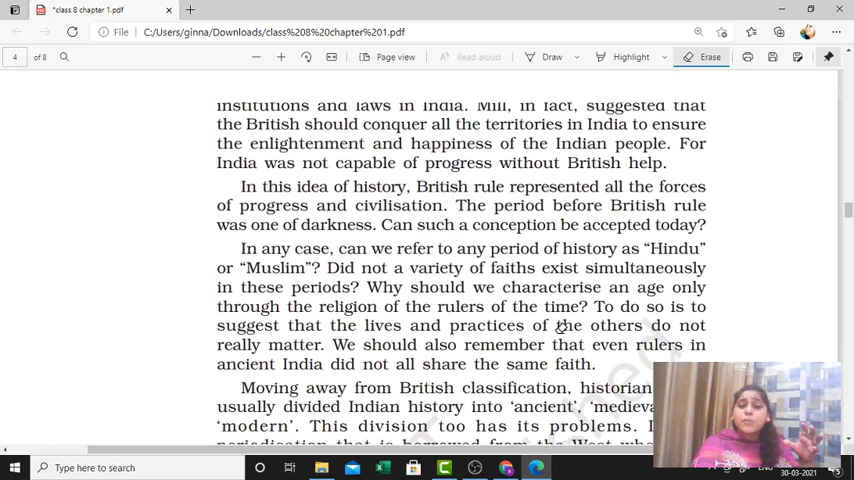 *class 8 chapter 1.pdf
File C:/Users/ginna/Downloads/class%208%20chapter%201.pdf
4 of 8 Page view Read aloud Draw Highlight Erase
institutions and laws in India. Mill, in fact, suggested that
the British should conquer all the territories in India to ensure
the enlightenment and happiness of the Indian people. For
India was not capable of progress without British help.
In this idea of history, British rule represented all the forces
of progress and civilisation. The period before British rule
was one of darkness. Can such a conception be accepted today?
In any case, can we refer to any period of history as “Hindu”
or “Muslim”? Did not a variety of faiths exist simultaneously
in these periods? Why should we characterise an age only
through the religion of the rulers of the time? To do so is to
suggest that the lives and practices of the others do not
really matter. We should also remember that even rulers in
ancient India did not all share the same faith.
Moving away from British classification, historian
usually divided Indian history into ‘ancient’, ‘medieva
‘modern’. This division too has its problems. I
periodisation that is borrowed from the West whe
Type here to search
30-03-2021